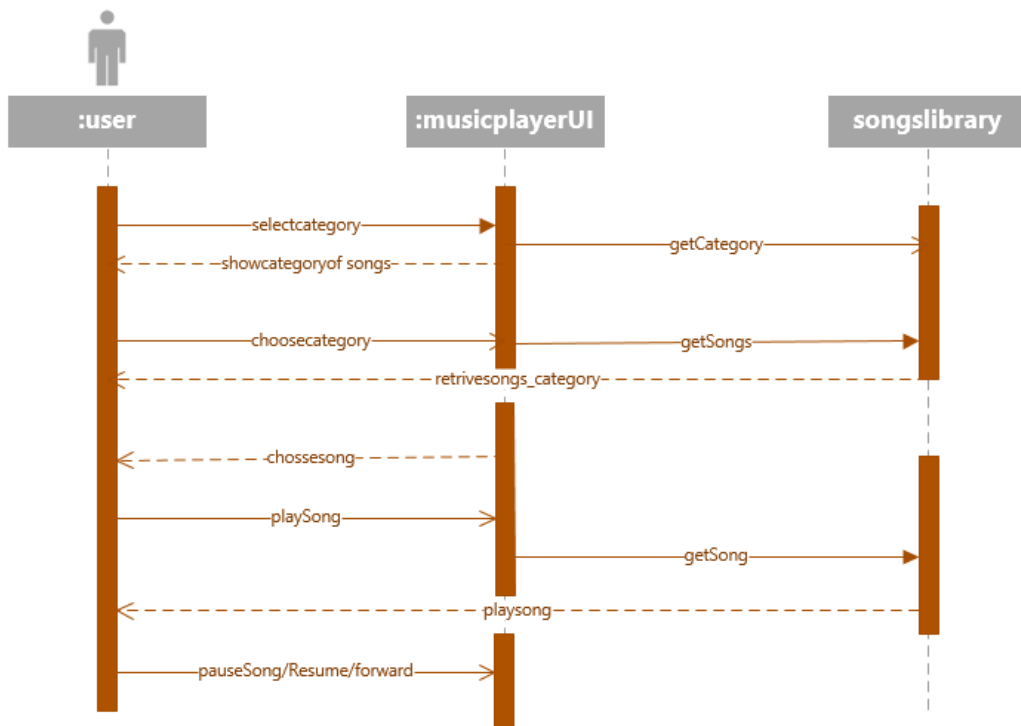 :user
:musicplayerUI
songslibrary
selectcategory
getCategory
showcategoryof songs
choosecategory
getSongs
retrivesongs_category
chossesong
playSong
getSong
playsong
pauseSong/Resume/forward